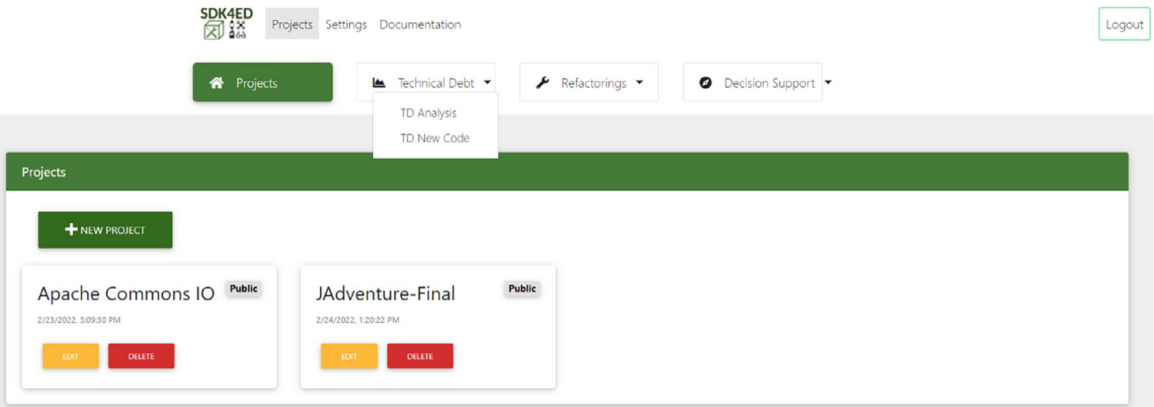 SDK4ED
Projects Settings Documentation
Logout
Projects
Technical Debt
Refactorings
Decision Support
TD Analysis
TD New Code
Projects
NEW PROJECT
Apache Commons IO
Public
2/23/2022, 5:09:30 PM
EDIT
DELETE
JAdventure-Final
Public
2/24/2022, 1:20:22 PM
EDIT
DELETE